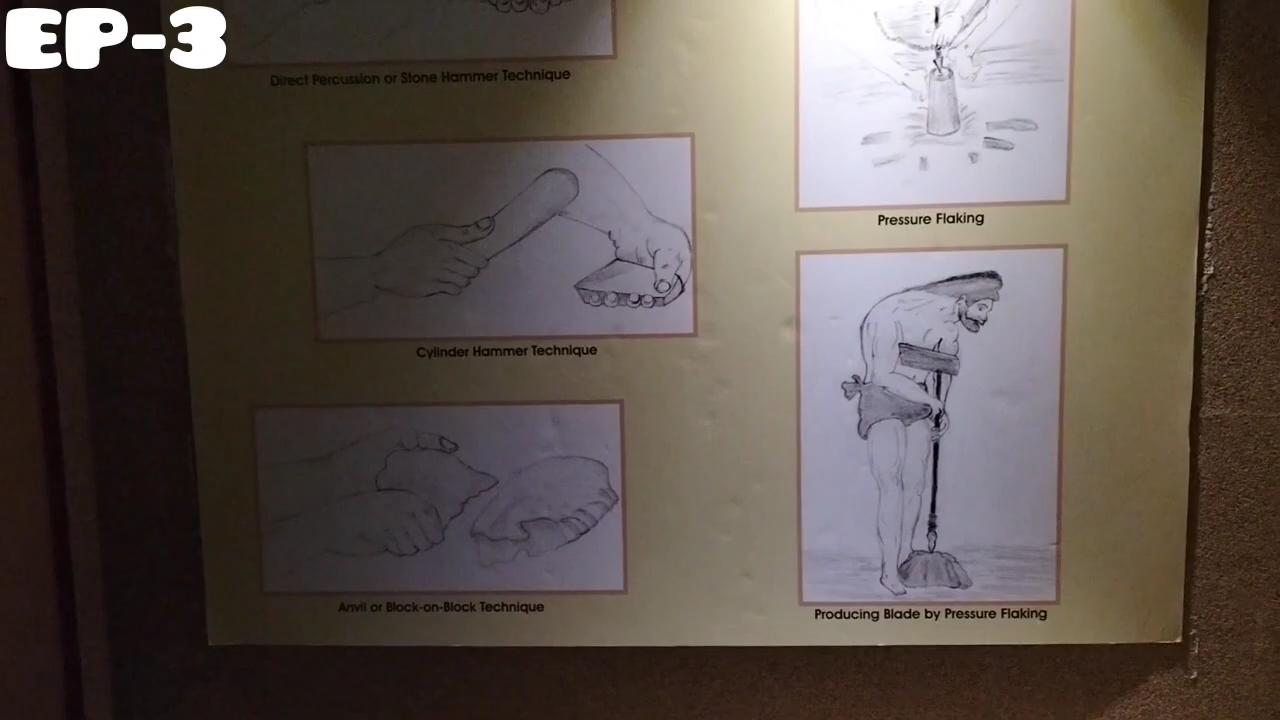 EP-3
Direct Percussion or Stone Hammer Technique
Cylinder Hammer Technique
Anvil or Block-on-Block Technique
Pressure Flaking
Producing Blade by Pressure Flaking